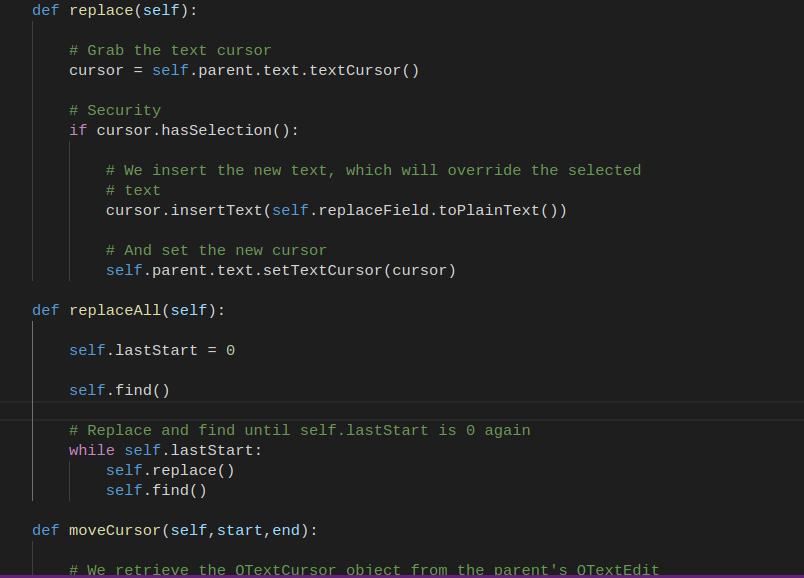 def replace(self):
# Grab the text cursor
cursor = self.parent.text.textCursor()
# Security
if cursor.hasSelection():
# We insert the new text, which will override the selected
# text
cursor.insertText(self.replaceField.toPlainText())
# And set the new cursor
self.parent.text.setTextCursor(cursor)
def replaceAll(self):
self.lastStart = 0
self.find()
# Replace and find until self.lastStart is 0 again
while self.lastStart:
self.replace()
self.find()
def moveCursor(self,start,end):
# We retrieve the QTextCursor object from the parent's QTextEdit